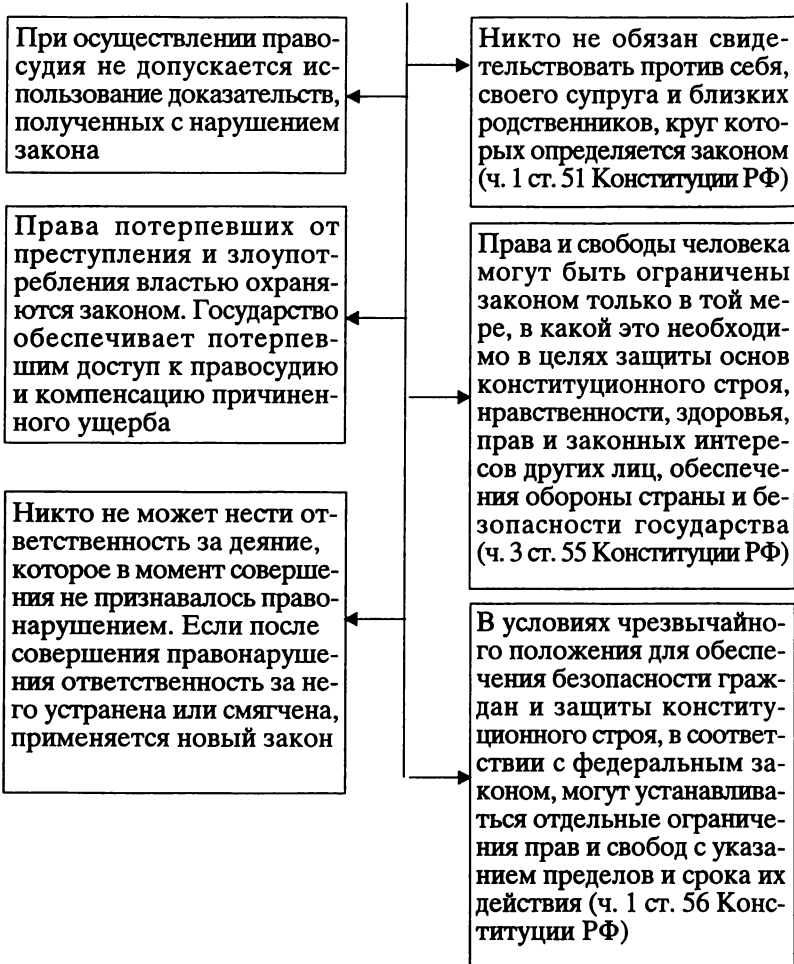 При осуществлении право-
судия не допускается ис-
пользование доказательств,
полученных с нарушением
закона
Права потерпевших от
преступления и злоупот-
ребления властью охраня-
ются законом. Государство
обеспечивает потерпев-
шим доступ к правосудию
и компенсацию причинен-
ного ущерба
Никто не может нести от-
ветственность за деяние,
которое в момент соверше-
ния не признавалось право-
нарушением. Если после
совершения правонаруше-
ния ответственность за не-
го устранена или смягчена,
применяется новый закон
Никто не обязан свиде-
тельствовать против себя,
своего супруга и близких
родственников, круг кото-
рых определяется законом
(ч. 1 ст. 51 Конституции РФ)
Права и свободы человека
могут быть ограничены
законом только в той ме-
ре, в какой это необходи-
мо в целях защиты основ
конституционного строя,
нравственности, здоровья,
прав и законных интере-
сов других лиц, обеспече-
ния обороны страны и бе-
зопасности государства
(ч. 3 ст. 55 Конституции РФ)
В условиях чрезвычайно-
го положения для обеспе-
чения безопасности граж-
дан и защиты конститу-
ционного строя, в соответ-
ствии с федеральным за-
коном, могут устанавлива-
ться отдельные ограниче-
ния прав и свобод с указа-
нием пределов и срока их
действия (ч. 1 ст. 56 Конс-
титуции РФ)